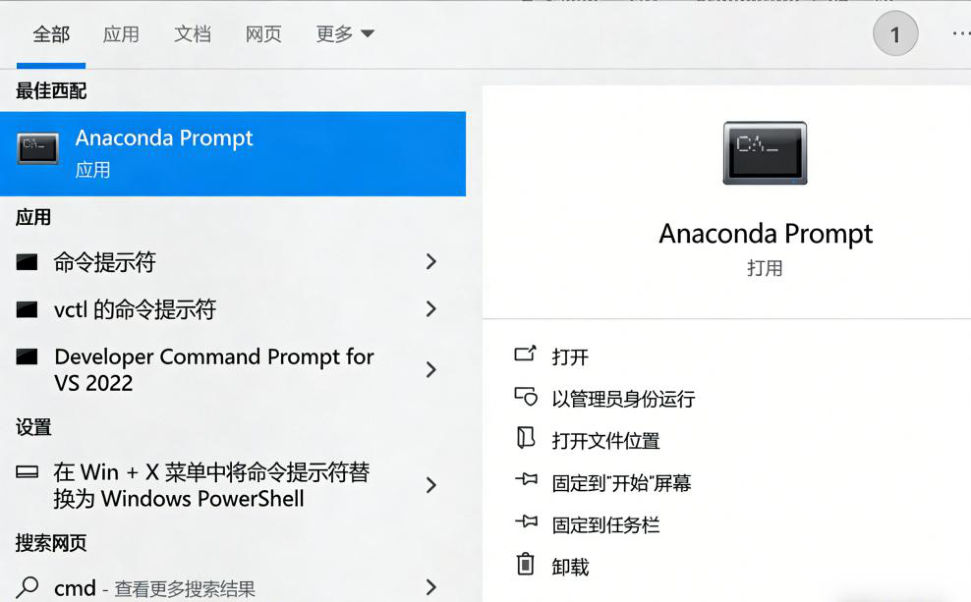 全部 应用 文档 网页 更多 1 ...
最佳西配
Anaconda Prompt
应用
应用
命令提示符
vctl 的命令提示符
Developer Command Prompt for
VS 2022
设置
在 Win + X 菜单中将命令提示符替
换为 Windows PowerShell
搜索网页
cmd - 查看更多搜索结果
C:\_
Anaconda Prompt
打用
打开
以管理员身份运行
打开文件位置
固定到"开始"屏幕
固定到任务栏
卸载